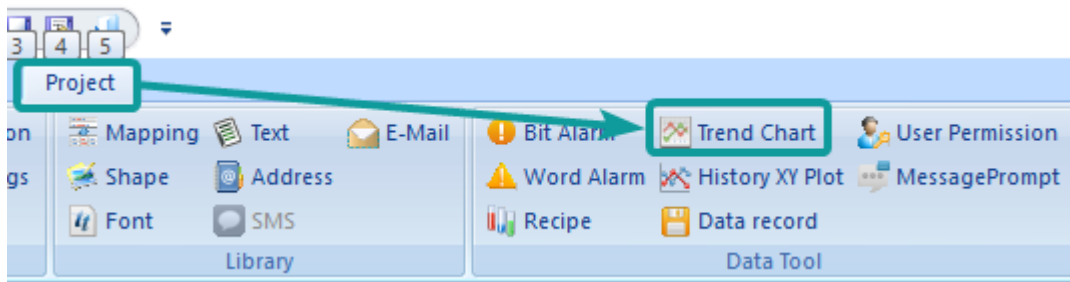 3 4 5
Project
on Mapping Text E-Mail Bit Alarm Trend Chart User Permission
gs Shape Address Word Alarm History XY Plot MessagePrompt
Font SMS Recipe Data record
Library Data Tool